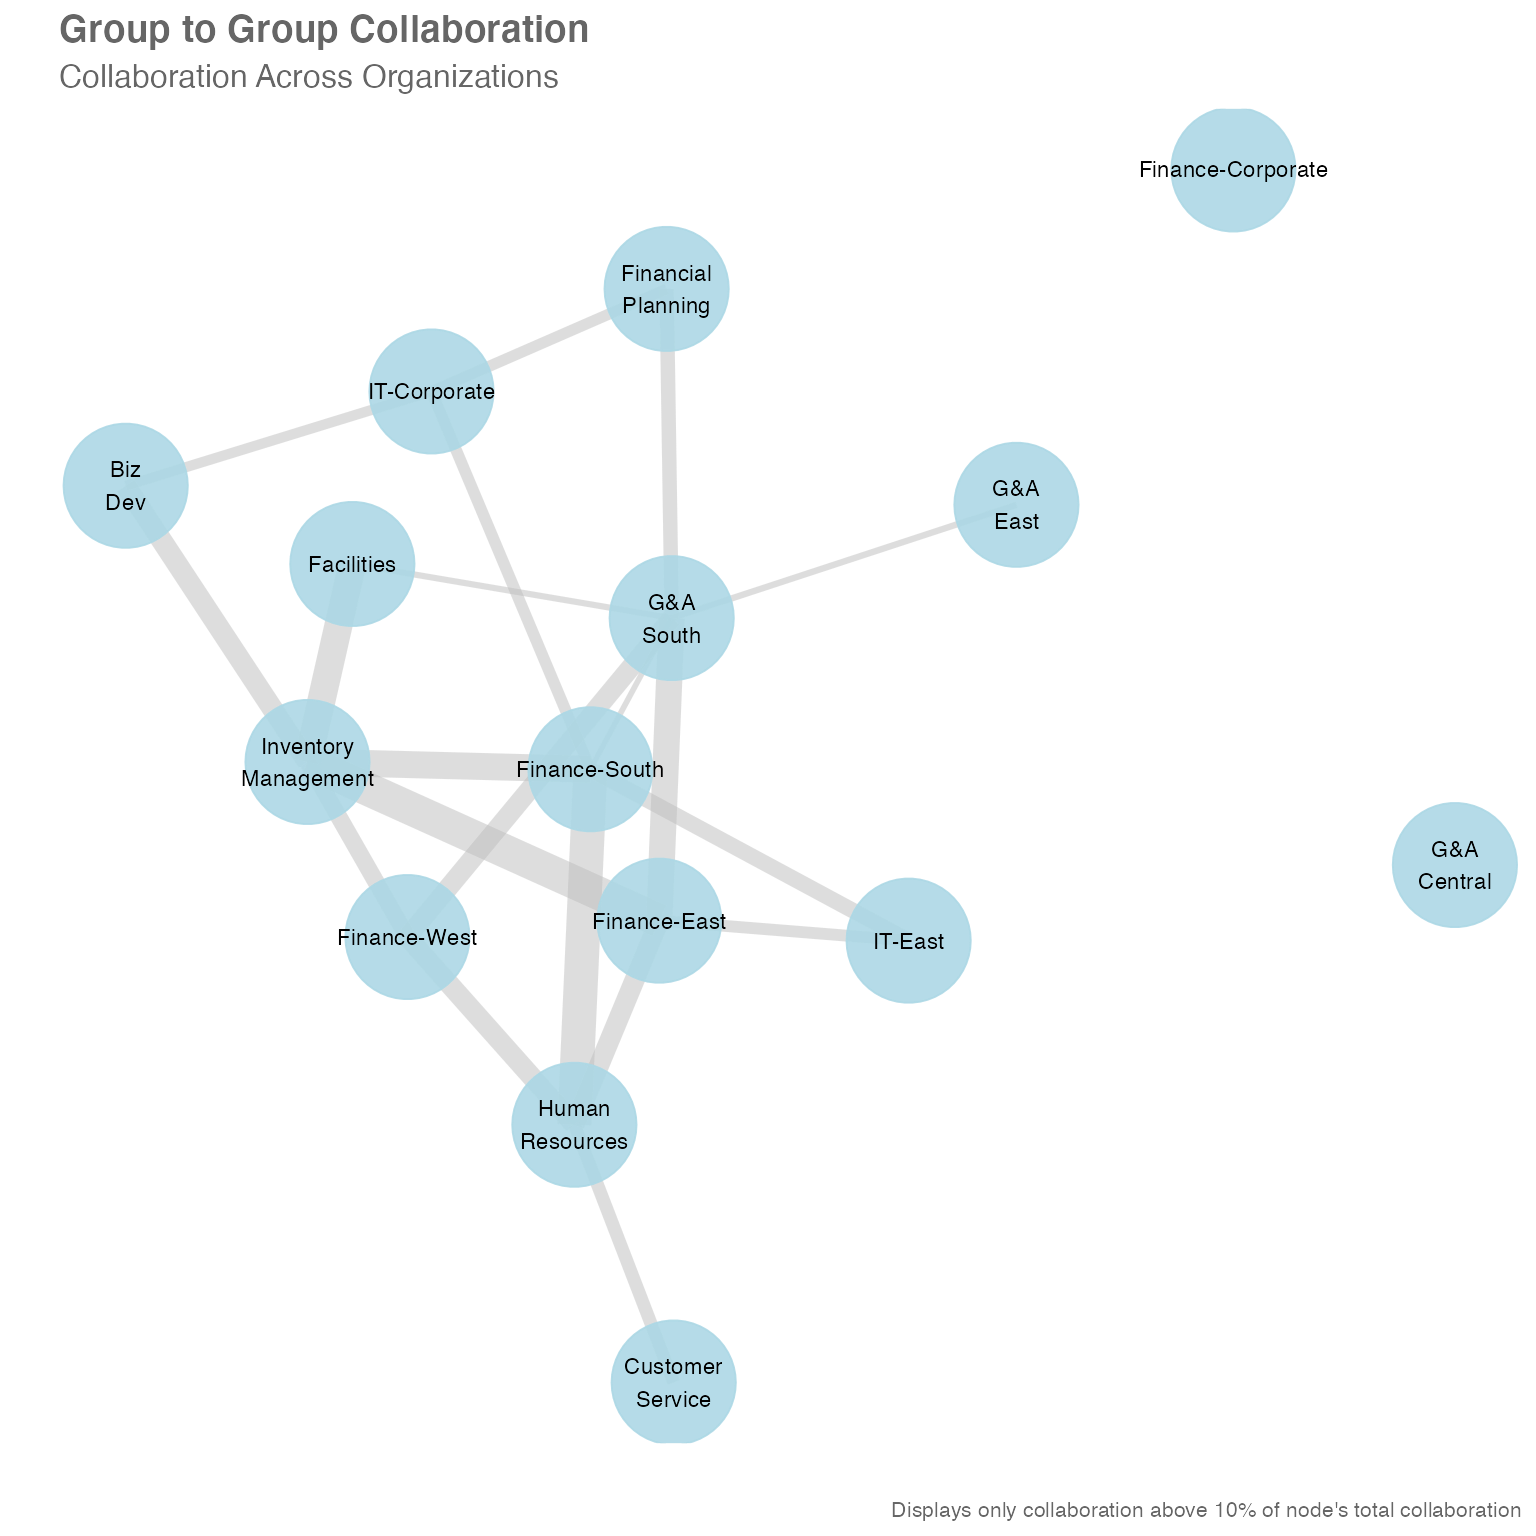 Group to Group Collaboration
Collaboration Across Organizations
Finance-Corporate
Financial
Planning
IT-Corporate
Biz
Dev
G&A
East
Facilities
G&A
South
Inventory
Management
Finance-South
G&A
Central
Finance-East
Finance-West
IT-East
Human
Resources
Customer
Service
Displays only collaboration above 10% of node's total collaboration